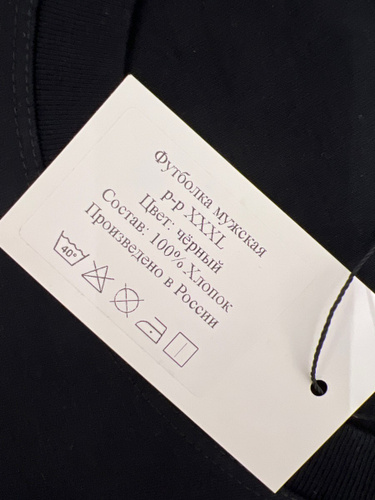 Футболка мужская
р-р XXXL
Цвет: чёрный
Состав: 100% Хлопок
Произведено в России
40°